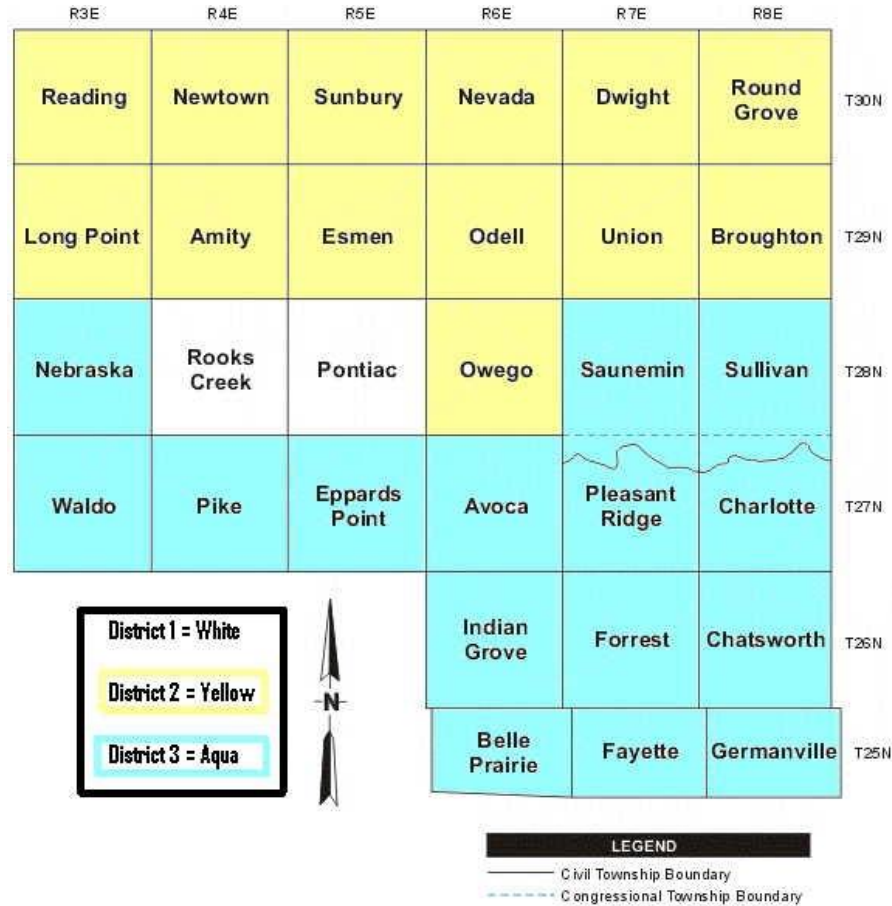 R3E R4E R5E R6E R7E R8E
Reading Newtown Sunbury Nevada Dwight Round Grove T30N
Long Point Amity Esmen Odell Union Broughton T29N
Nebraska Rooks Creek Pontiac Owego Saunemin Sullivan T28N
Waldo Pike Eppards Point Avoca Pleasant Ridge Charlotte T27N
Indian Grove Forrest Chatsworth T26N
Belle Prairie Fayette Germanville T25N
District 1 = White
District 2 = Yellow
District 3 = Aqua
N
LEGEND
Civil Township Boundary
Congressional Township Boundary